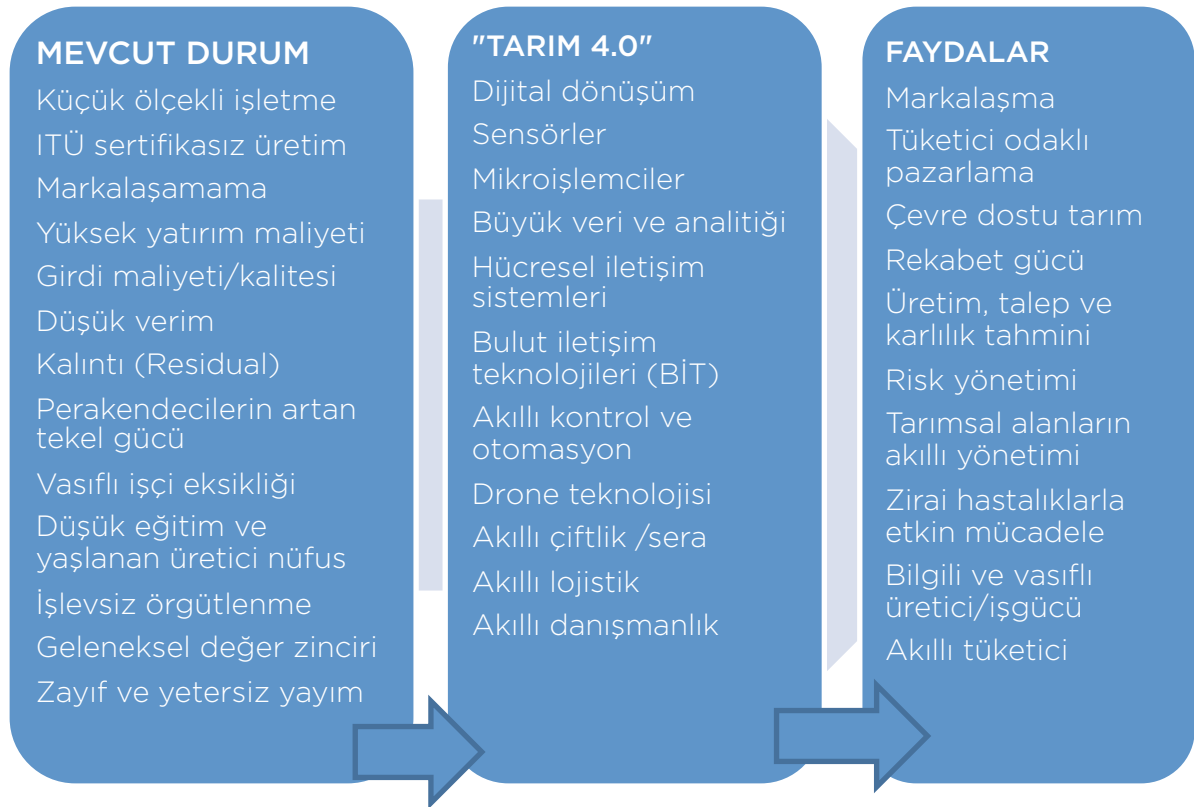 MEVCUT DURUM
Küçük ölçekli işletme
ITÜ sertifikasız üretim
Markalaşamama
Yüksek yatırım maliyeti
Girdi maliyeti/kalitesi
Düşük verim
Kalıntı (Residual)
Perakendecilerin artan
tekel gücü
Vasıflı işçi eksikliği
Düşük eğitim ve
yaşlanan üretici nüfus
İşlevsiz örgütlenme
Geleneksel değer zinciri
Zayıf ve yetersiz yayım
"TARIM 4.0"
Dijital dönüşüm
Sensörler
Mikroişlemciler
Büyük veri ve analitiği
Hücresel iletişim
sistemleri
Bulut iletişim
teknolojileri (BİT)
Akıllı kontrol ve
otomasyon
Drone teknolojisi
Akıllı çiftlik /sera
Akıllı lojistik
Akıllı danışmanlık
FAYDALAR
Markalaşma
Tüketici odaklı
pazarlama
Çevre dostu tarım
Rekabet gücü
Üretim, talep ve
karlılık tahmini
Risk yönetimi
Tarımsal alanların
akıllı yönetimi
Zirai hastalıklarla
etkin mücadele
Bilgili ve vasıflı
üretici/işgücü
Akıllı tüketici